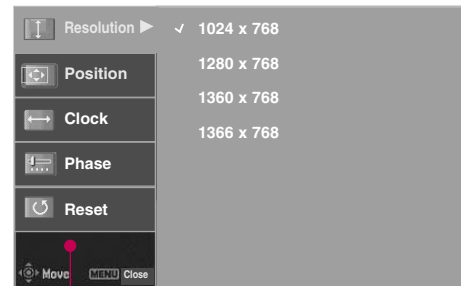 Resolution
✓ 1024 x 768
1280 x 768
1360 x 768
1366 x 768
Position
Clock
Phase
Reset
Move MENU Close